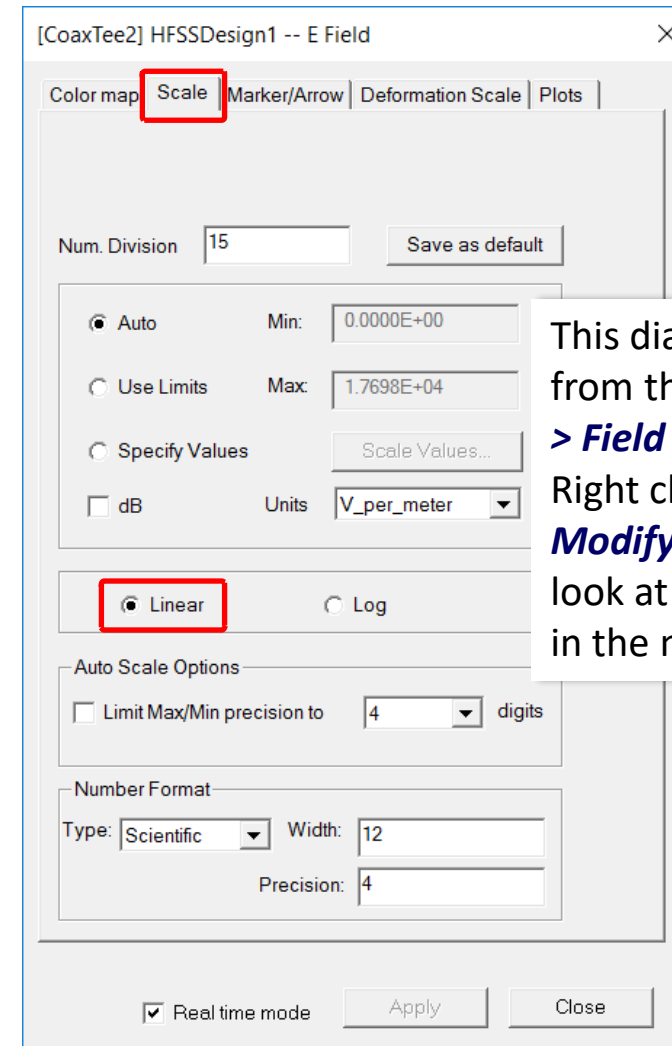 [CoaxTee2] HFSSDesign1 -- E Field
Color map Scale Marker/Arrow Deformation Scale Plots
Num. Division 15 Save as default
Auto Min: 0.0000E+00
Use Limits Max: 1.7698E+04
Specify Values Scale Values...
dB Units V_per_meter
Linear Log
Auto Scale Options
Limit Max/Min precision to 4 digits
Number Format
Type: Scientific Width: 12
Precision: 4
Real time mode Apply Close
This
from
> Field
Right
Modify
look at
in the